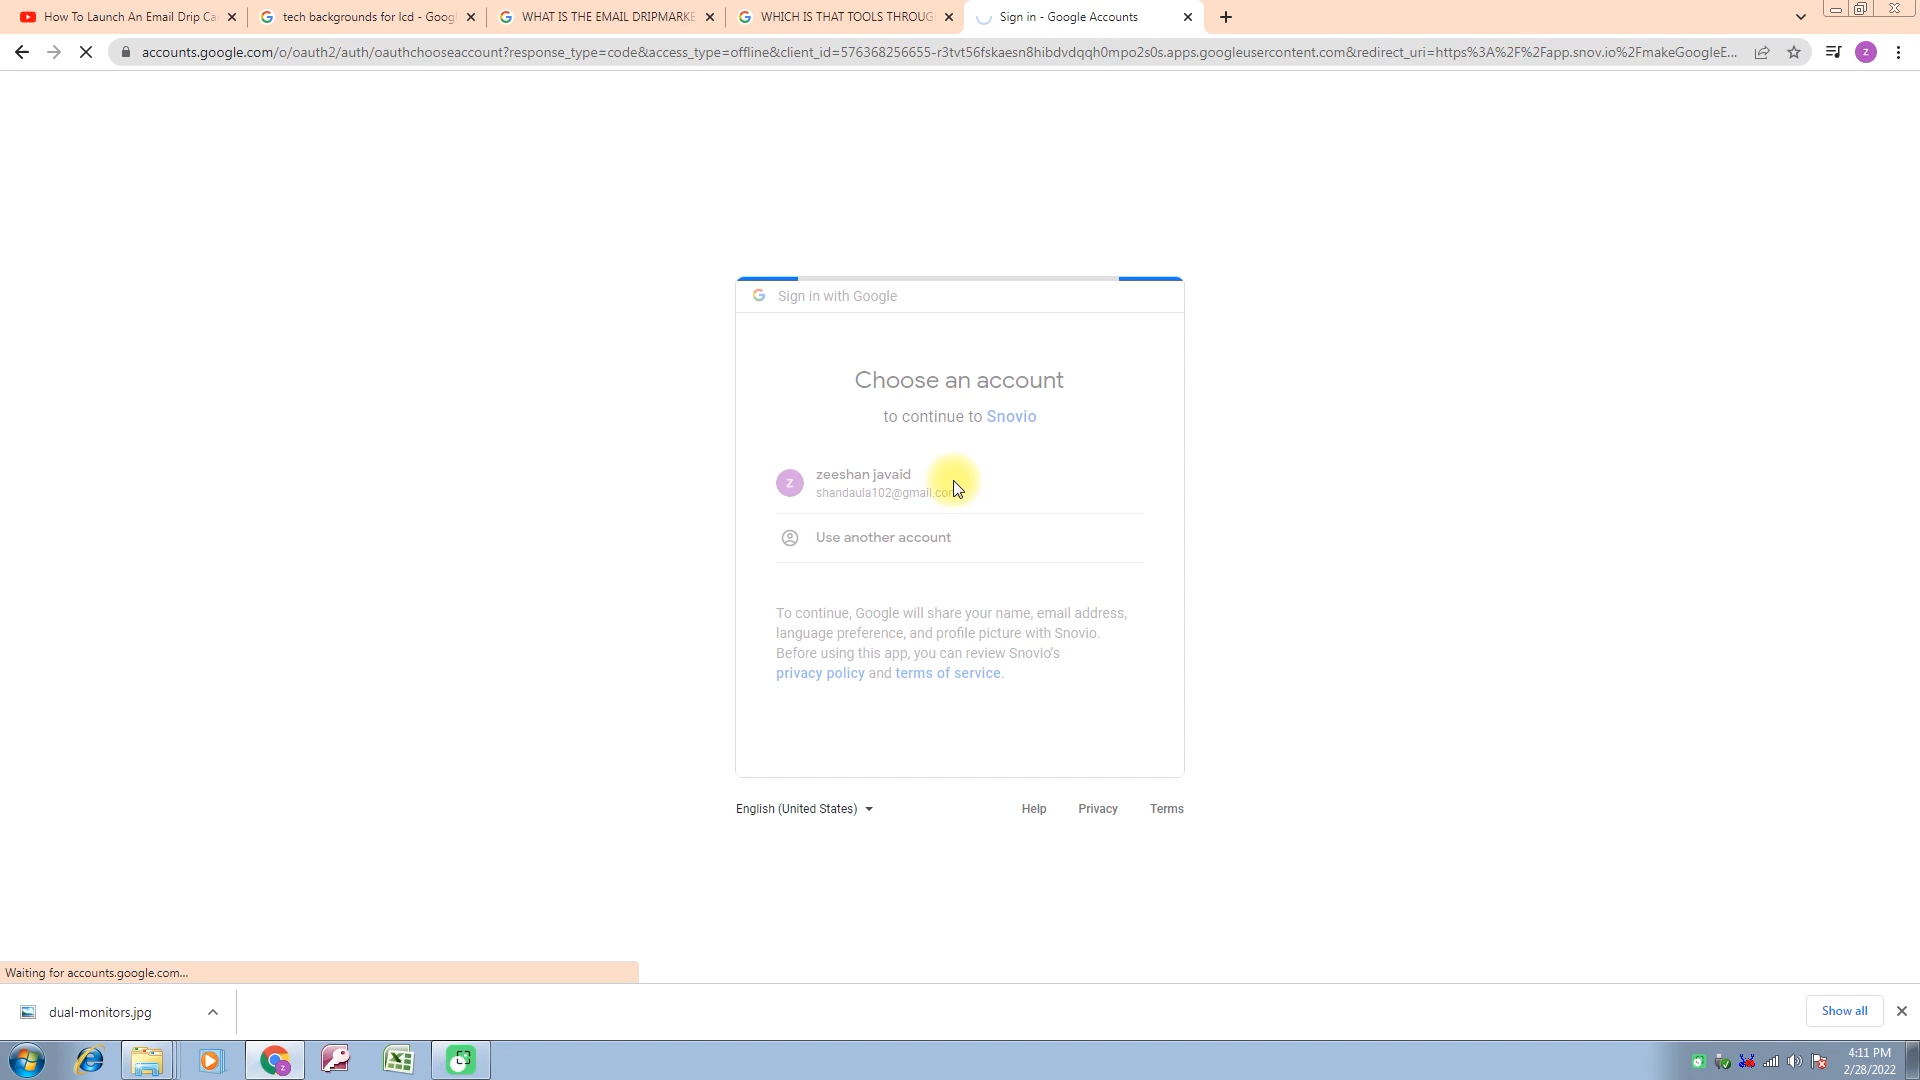 How To Launch An Email Drip Ca
tech backgrounds for lcd - Goog
WHAT IS THE EMAIL DRIPMARKE
WHICH IS THAT TOOLS THROUG
Sign in - Google Accounts
accounts.google.com/o/oauth2/auth/oauthchooseaccount?response_type=code&access_type=offline&client_id=576368256655-r3tvt56fskaesn8hibdvdqqh0mpo2s0s.apps.googleusercontent.com&redirect_uri=https%3A%2F%2Fapp.snov.io%2FmakeGoogleE...
z
Sign in with Google
Choose an account
to continue to Snovio
z
zeeshan javaid
shandaula102@gmail.com
Use another account
To continue, Google will share your name, email address,
language preference, and profile picture with Snovio.
Before using this app, you can review Snovio's
privacy policy and terms of service.
English (United States)
Help
Privacy
Terms
Waiting for accounts.google.com...
dual-monitors.jpg
Show all
4:11 PM
2/28/2022